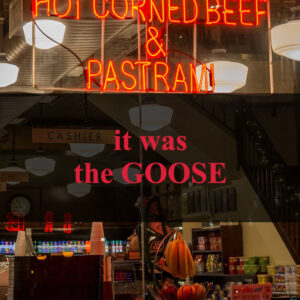 HOT CORNED BEEF
&
PASTRAMI
CASHIER
it was
the GOOSE